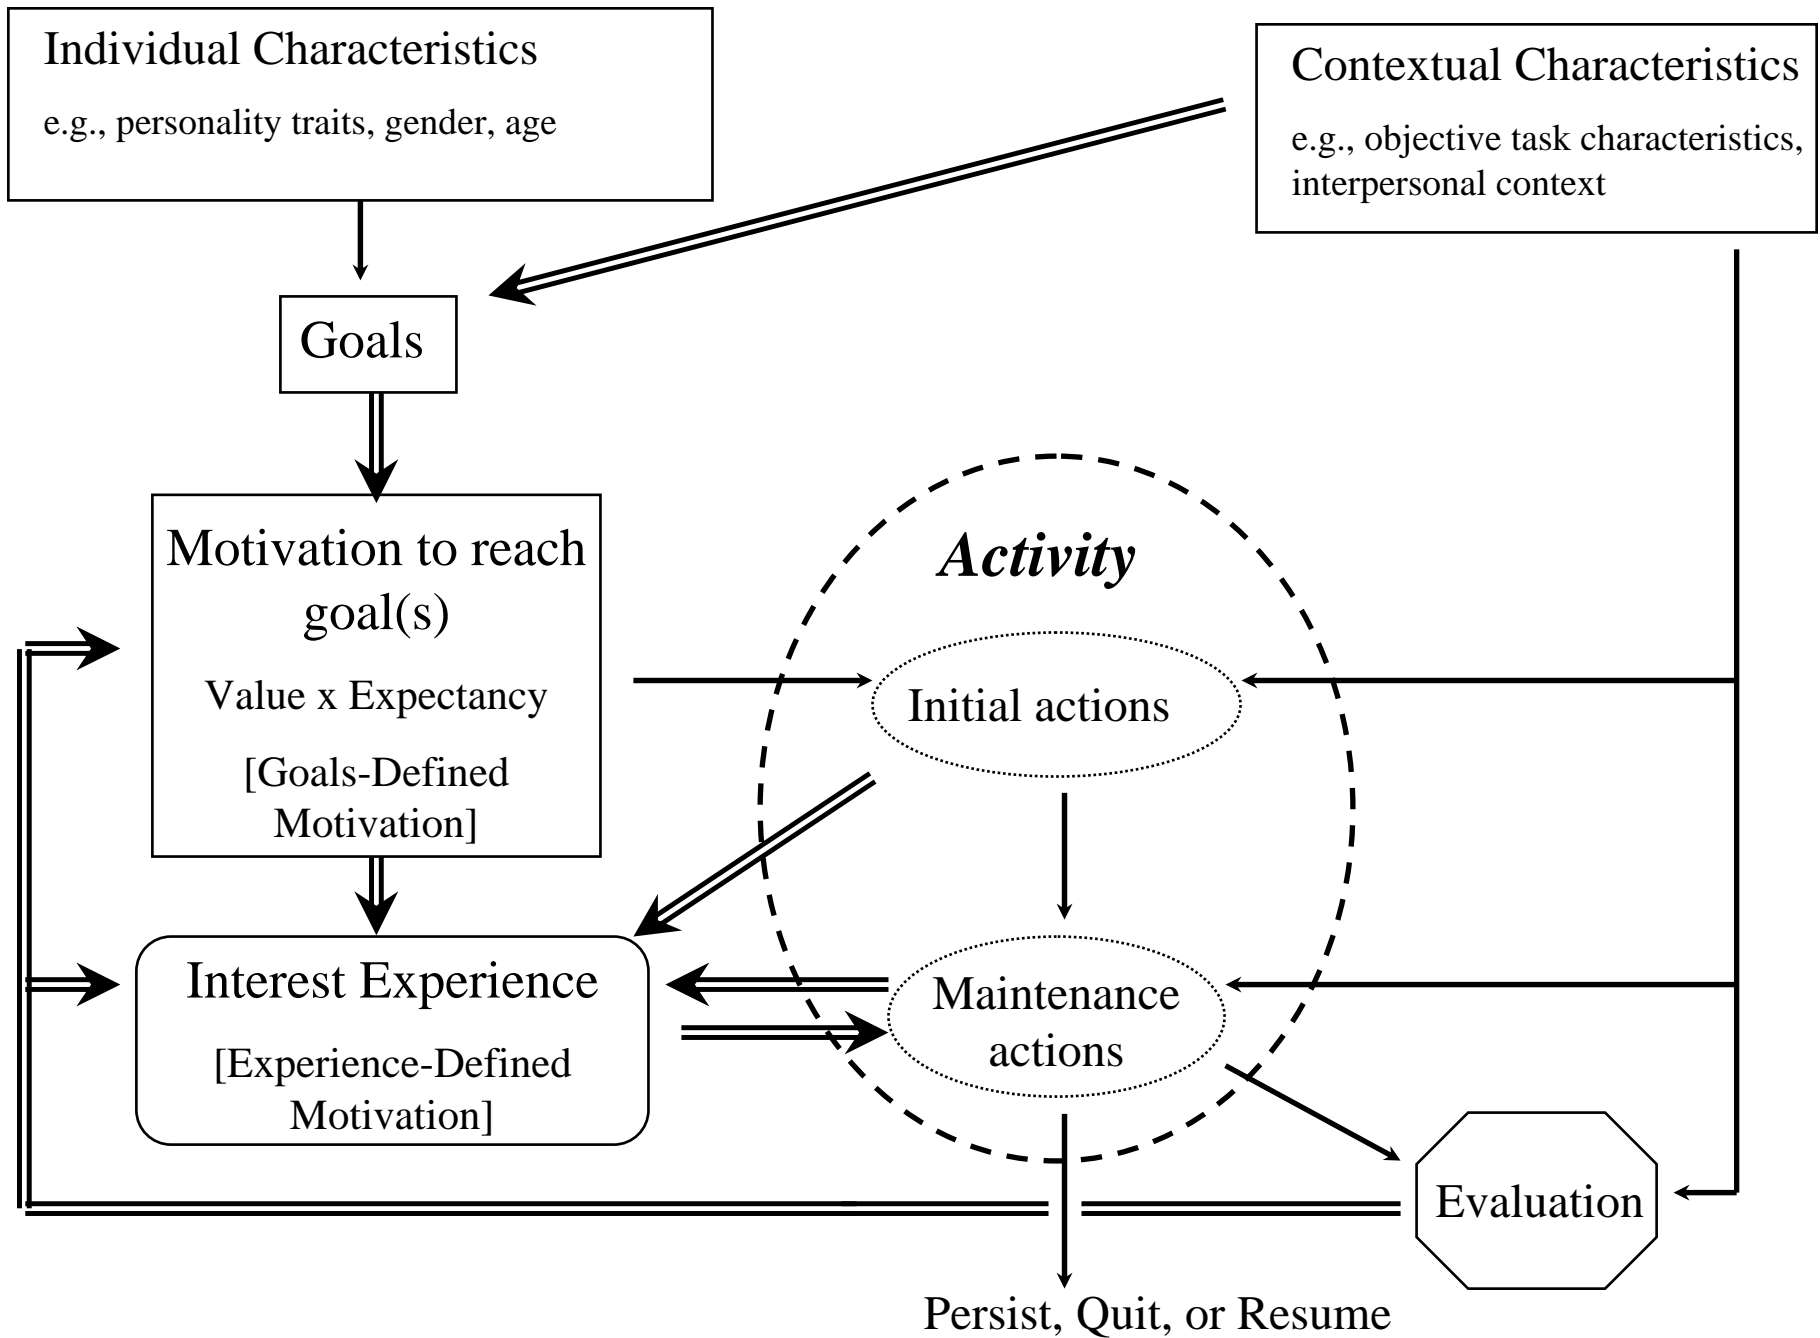 Individual Characteristics
e.g., personality traits, gender, age
Contextual Characteristics
e.g., objective task characteristics,
interpersonal context
Goals
Motivation to reach
goal(s)
Value x Expectancy
[Goals-Defined
Motivation]
Activity
Initial actions
Interest Experience
[Experience-Defined
Motivation]
Maintenance
actions
Evaluation
Persist, Quit, or Resume